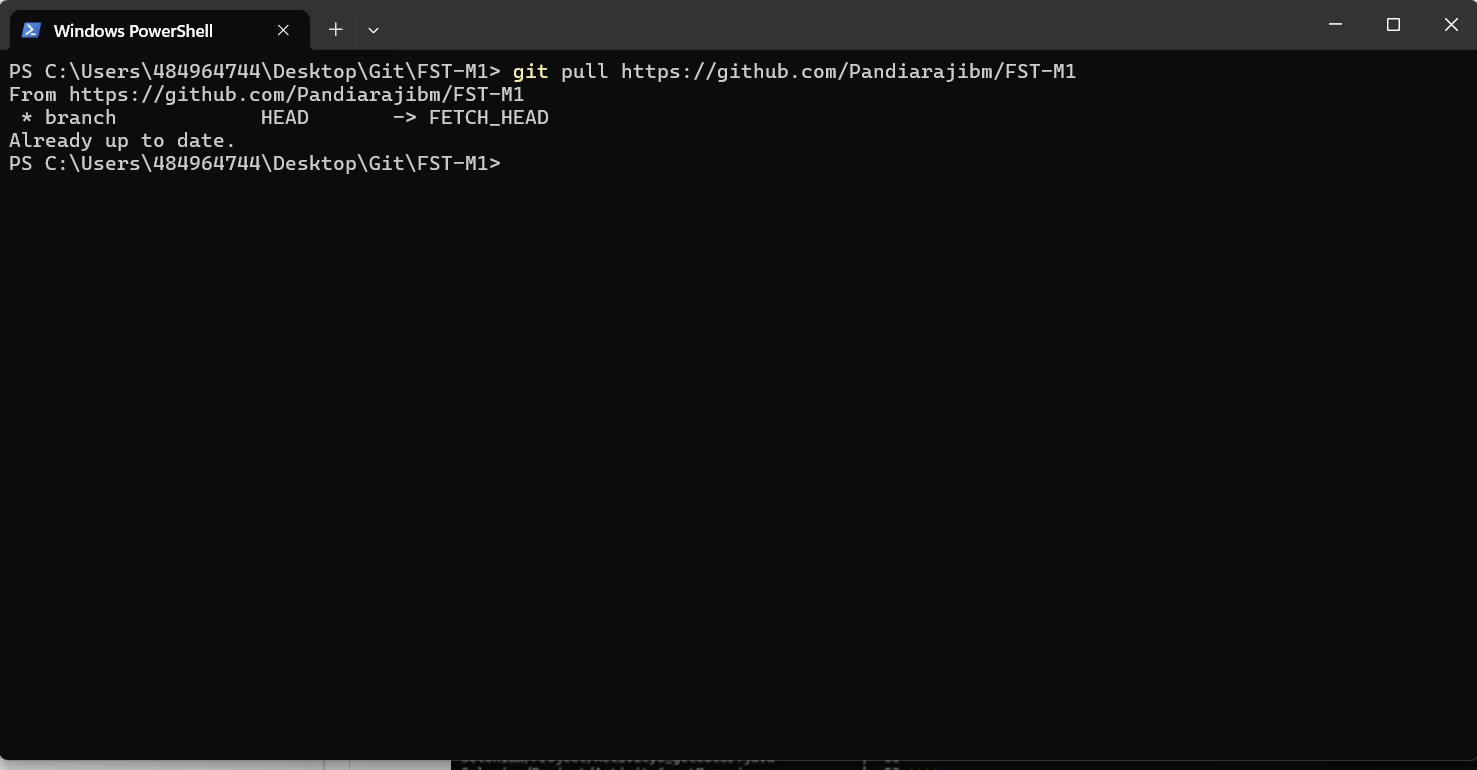 Windows PowerShell
PS C:\Users\484964744\Desktop\Git\FST-M1> git pull https://github.com/Pandiarajibm/FST-M1
From https://github.com/Pandiarajibm/FST-M1
 * branch            HEAD       -> FETCH_HEAD
Already up to date.
PS C:\Users\484964744\Desktop\Git\FST-M1>